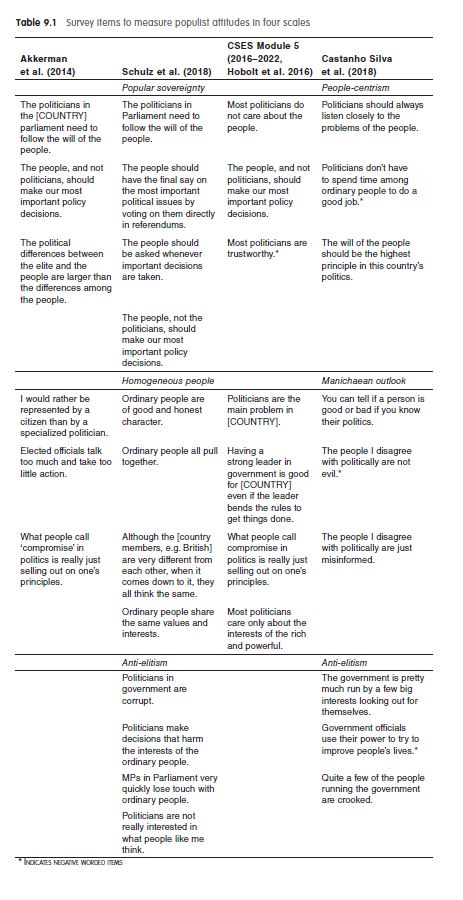 Table 9.1 Survey items to measure populist attitudes in four scales
Akkerman
et al. (2014)
Schulz et al. (2018)
CSES Module 5
(2016–2022,
Hobolt et al. 2016)
Castanho Silva
et al. (2018)
Popular sovereignty
People-centrism
The politicians in
the [COUNTRY]
parliament need to
follow the will of the
people.
The politicians in
Parliament need to
follow the will of the
people.
Most politicians do
not care about the
people.
Politicians should always
listen closely to the
problems of the people.
The people, and not
politicians, should
make our most
important policy
decisions.
The people should
have the final say on
the most important
political issues by
voting on them directly
in referendums.
The people, and not
politicians, should
make our most
important policy
decisions.
Politicians don't have
to spend time among
ordinary people to do a
good job.*
The political
differences between
the elite and the
people are larger than
the differences among
the people.
The people should
be asked whenever
important decisions
are taken.
Most politicians are
trustworthy.*
The will of the people
should be the highest
principle in this country's
politics.
The people, not the
politicians, should
make our most
important policy
decisions.
Homogeneous people
Manichaean outlook
I would rather be
represented by a
citizen than by a
specialized politician.
Ordinary people are
of good and honest
character.
Politicians are the
main problem in
[COUNTRY].
You can tell if a person is
good or bad if you know
their politics.
Elected officials talk
too much and take too
little action.
Ordinary people all pull
together.
Having a
strong leader in
government is good
for [COUNTRY]
even if the leader
bends the rules to
get things done.
The people I disagree
with politically are not
evil.*
What people call
'compromise' in
politics is really just
selling out on one's
principles.
Although the [country
members, e.g. British]
are very different from
each other, when it
comes down to it, they
all think the same.
What people call
compromise in
politics is really just
selling out on one's
principles.
The people I disagree
with politically are just
misinformed.
Ordinary people share
the same values and
interests.
Most politicians
care only about the
interests of the rich
and powerful.
Anti-elitism
Anti-elitism
Politicians in
government are
corrupt.
The government is pretty
much run by a few big
interests looking out for
themselves.
Politicians make
decisions that harm
the interests of the
ordinary people.
Government officials
use their power to try to
improve people's lives.*
MPs in Parliament very
quickly lose touch with
ordinary people.
Quite a few of the people
running the government
are crooked.
Politicians are not
really interested in
what people like me
think.
* INDICATES NEGATIVE WORDED ITEMS